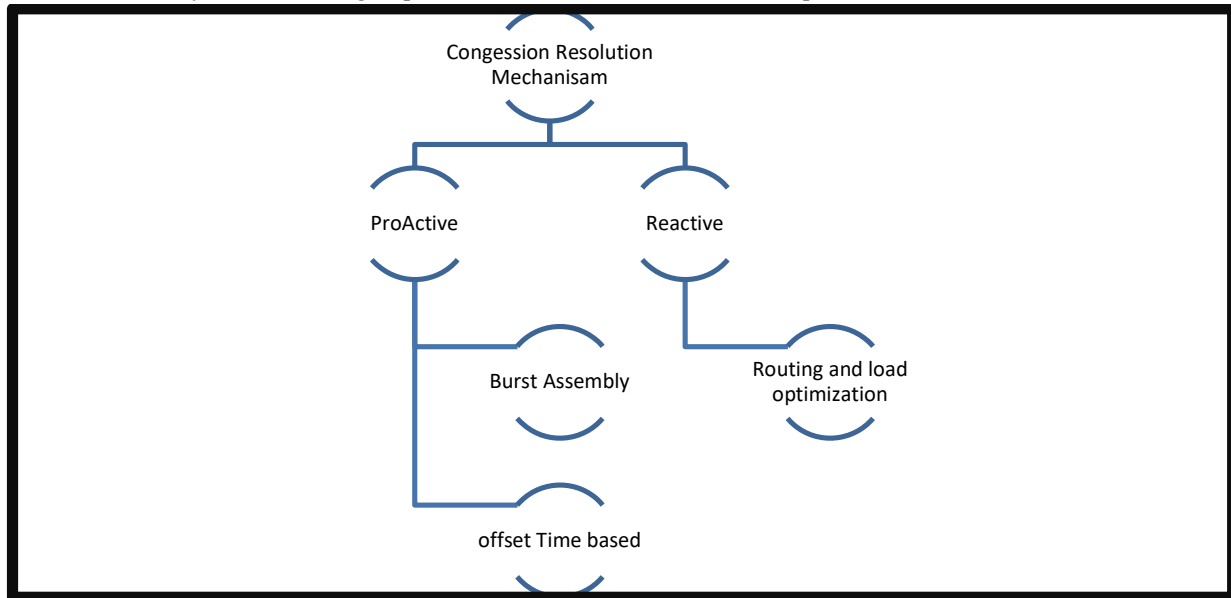 Congession Resolution
Mechanisam
ProActive
Reactive
Burst Assembly
Routing and load
optimization
offset Time based